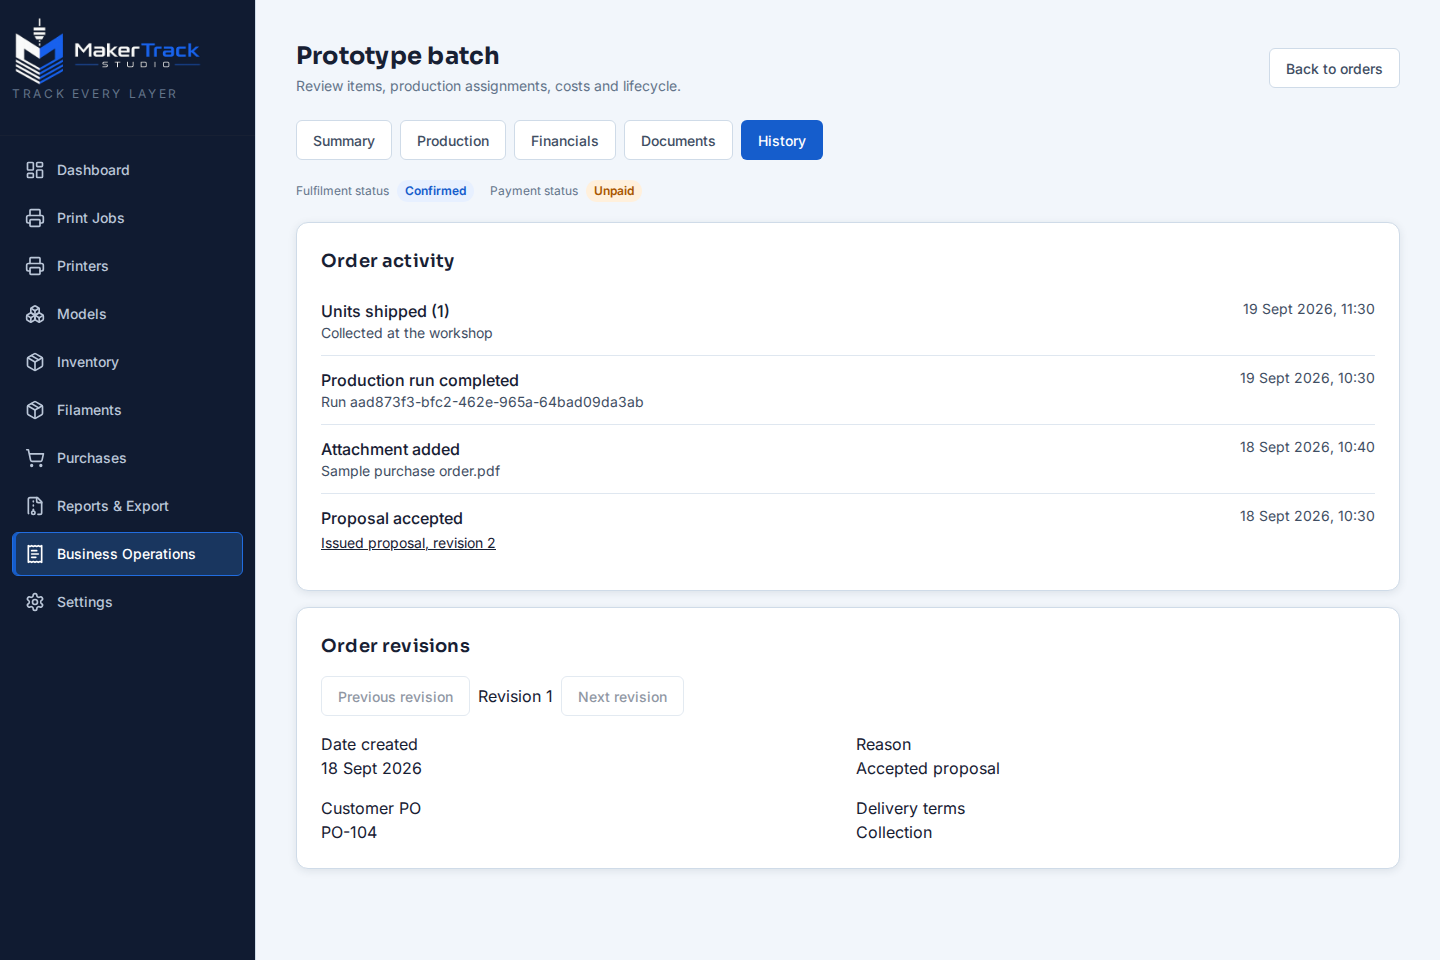 MakerTrack
STUDIO
TRACK EVERY LAYER
Dashboard
Print Jobs
Printers
Models
Inventory
Filaments
Purchases
Reports & Export
Business Operations
Settings
Prototype batch
Review items, production assignments, costs and lifecycle.
Back to orders
Summary
Production
Financials
Documents
History
Fulfilment status Confirmed Payment status Unpaid
Order activity
Units shipped (1) 19 Sept 2026, 11:30
Collected at the workshop
Production run completed 19 Sept 2026, 10:30
Run aad873f3-bfc2-462e-965a-64bad09da3ab
Attachment added 18 Sept 2026, 10:40
Sample purchase order.pdf
Proposal accepted 18 Sept 2026, 10:30
Issued proposal, revision 2
Order revisions
Previous revision Revision 1 Next revision
Date created
18 Sept 2026
Reason
Accepted proposal
Customer PO
PO-104
Delivery terms
Collection